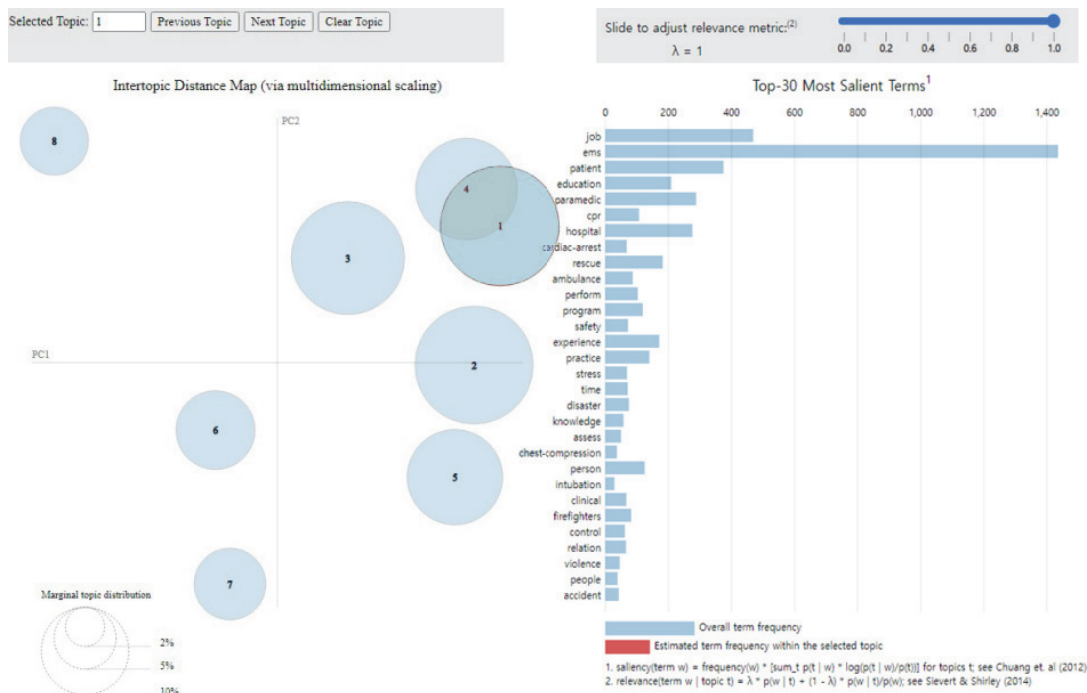 Selected Topic: 1 Previous Topic Next Topic Clear Topic
Slide to adjust relevance metric:(2)
λ = 1
0.0 0.2 0.4 0.6 0.8 1.0
Intertopic Distance Map (via multidimensional scaling)
PC2
PC1
8
4
1
3
2
6
5
7
Marginal topic distribution
2%
5%
10%
Top-30 Most Salient Terms1
0 200 400 600 800 1,000 1,200 1,400
job
ems
patient
education
paramedic
cpr
hospital
cardiac-arrest
rescue
ambulance
perform
program
safety
experience
practice
stress
time
disaster
knowledge
assess
chest-compression
person
intubation
clinical
firefighters
control
relation
violence
people
accident
Overall term frequency
Estimated term frequency within the selected topic
1. saliency(term w) = frequency(w) * [sum_t p(t | w) * log(p(t | w)/p(t))] for topics t; see Chuang et. al (2012)
2. relevance(term w | topic t) = λ * p(w | t) + (1 - λ) * p(w | t)/p(w); see Sievert & Shirley (2014)